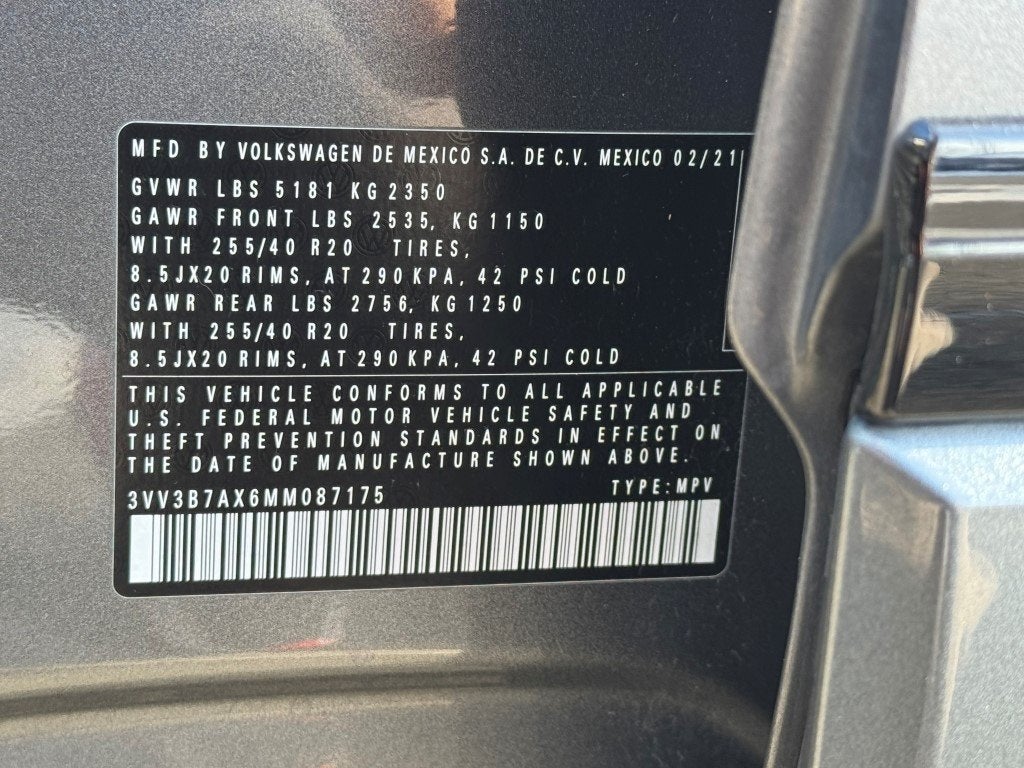 MFD BY VOLKSWAGEN DE MEXICO S.A. DE C.V. MEXICO 02/21
GVWR LBS 5181 KG 2350
GAWR FRONT LBS 2535, KG 1150
WITH 255/40 R20 TIRES,
8.5JX20 RIMS, AT 290 KPA, 42 PSI COLD
GAWR REAR LBS 2756, KG 1250
WITH 255/40 R20 TIRES,
8.5JX20 RIMS, AT 290 KPA, 42 PSI COLD
THIS VEHICLE CONFORMS TO ALL APPLICABLE
U.S. FEDERAL MOTOR VEHICLE SAFETY AND
THEFT PREVENTION STANDARDS IN EFFECT ON
THE DATE OF MANUFACTURE SHOWN ABOVE.
3VV3B7AX6MM087175 TYPE: MPV